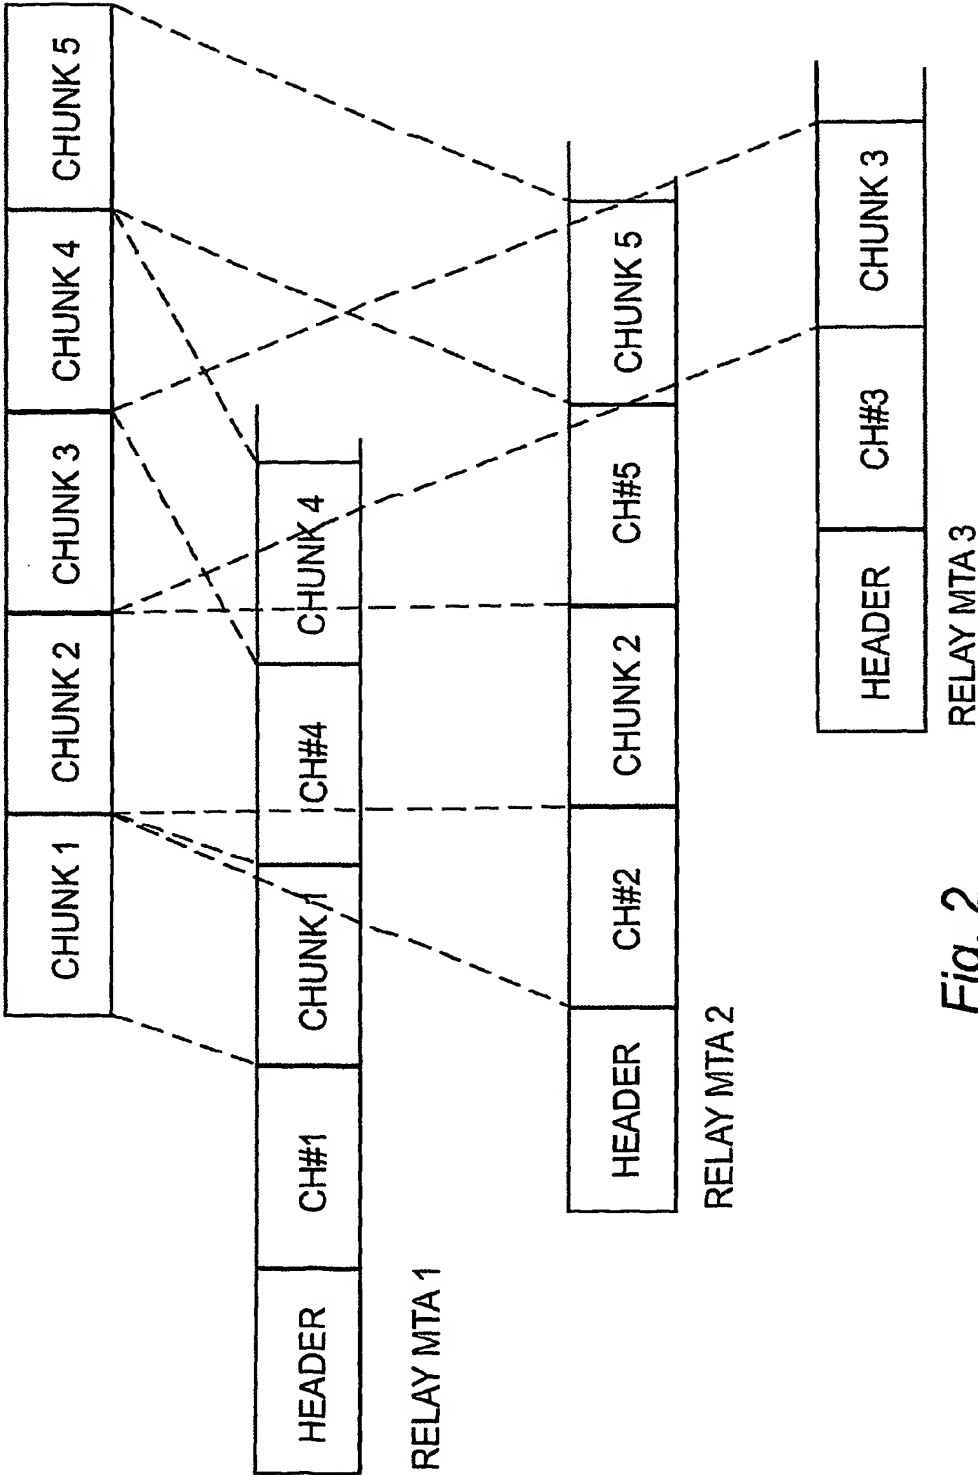 CHUNK 1 CHUNK 2 CHUNK 3 CHUNK 4 CHUNK 5
HEADER CH#1 CHUNK 1 CH#4 CHUNK 4
RELAY MTA 1
HEADER CH#2 CHUNK 2 CH#5 CHUNK 5
RELAY MTA 2
HEADER CH#3 CHUNK 3
RELAY MTA 3
Fig. 2